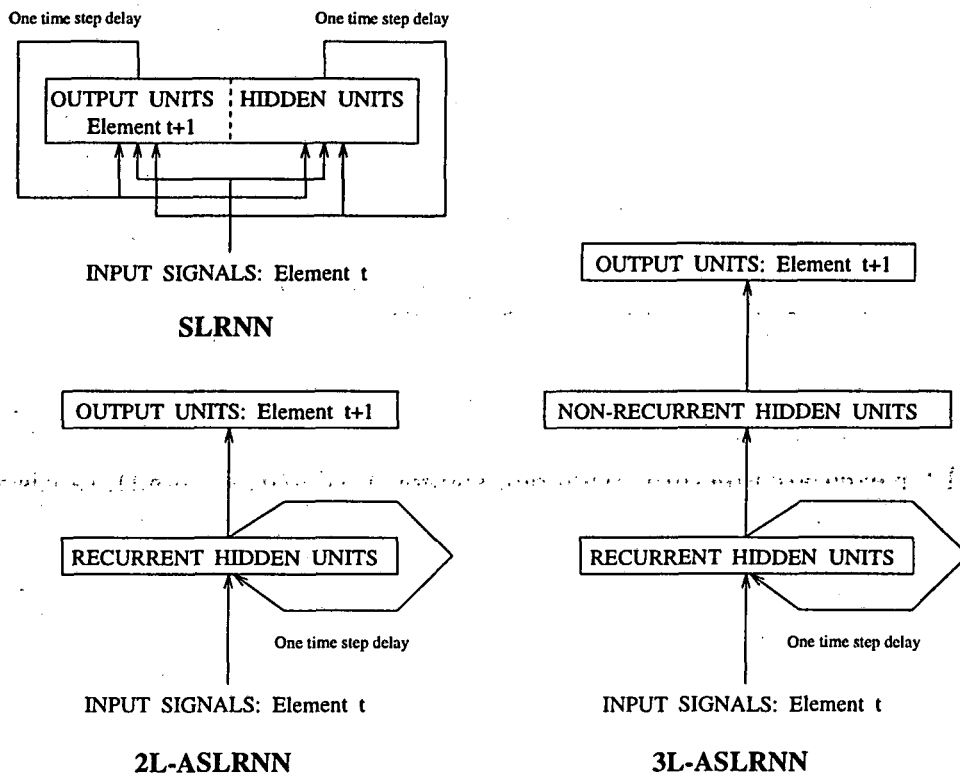 One time step delay
One time step delay
OUTPUT UNITS
HIDDEN UNITS
Element t+1
INPUT SIGNALS: Element t
SLRNN
OUTPUT UNITS: Element t+1
RECURRENT HIDDEN UNITS
One time step delay
INPUT SIGNALS: Element t
2L-ASLRNN
OUTPUT UNITS: Element t+1
NON-RECURRENT HIDDEN UNITS
RECURRENT HIDDEN UNITS
One time step delay
INPUT SIGNALS: Element t
3L-ASLRNN